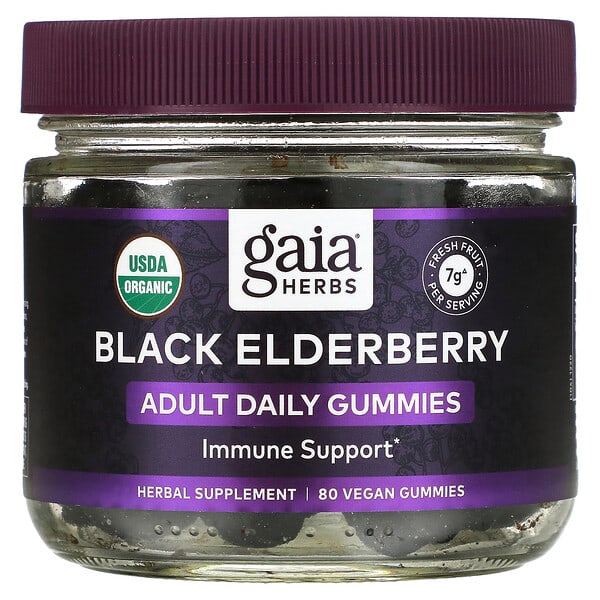 gaia®
HERBS
USDA
ORGANIC
FRESH FRUIT
7g△
PER SERVING
BLACK ELDERBERRY
ADULT DAILY GUMMIES
Immune Support*
HERBAL SUPPLEMENT | 80 VEGAN GUMMIES